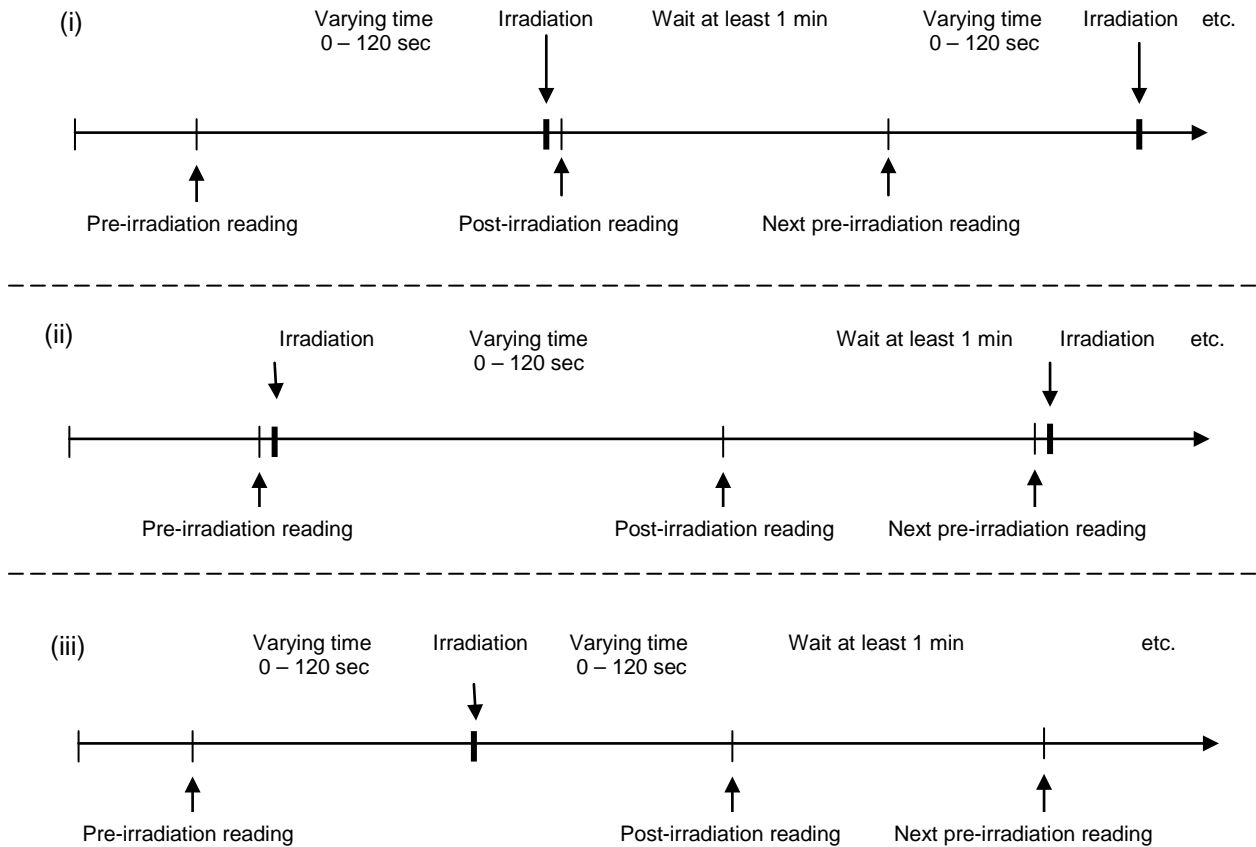 (i)
Varying time
0 – 120 sec
Irradiation
Wait at least 1 min
Varying time
0 – 120 sec
Irradiation
etc.
Pre-irradiation reading
Post-irradiation reading
Next pre-irradiation reading
(ii)
Irradiation
Varying time
0 – 120 sec
Wait at least 1 min
Irradiation
etc.
Pre-irradiation reading
Post-irradiation reading
Next pre-irradiation reading
(iii)
Varying time
0 – 120 sec
Irradiation
Varying time
0 – 120 sec
Wait at least 1 min
etc.
Pre-irradiation reading
Post-irradiation reading
Next pre-irradiation reading